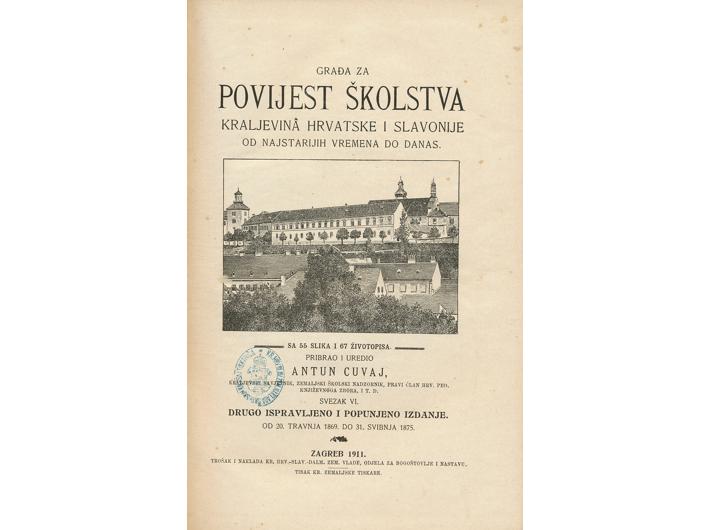 GRAĐA ZA
POVIJEST ŠKOLSTVA
KRALJEVINÂ HRVATSKE I SLAVONIJE
OD NAJSTARIJIH VREMENA DO DANAS.
SA 55 SLIKA I 67 ŽIVOTOPISA.
PRIBRAO I UREDIO
ANTUN CUVAJ,
KRALJEVSKI SAVJETNIK, ZEMALJSKI ŠKOLSKI NADZORNIK, PRAVI ČLAN HRV. PED.
KNJIŽEVNOGA ZBORA, I T. D.
SVEZAK VI.
DRUGO ISPRAVLJENO I POPUNJENO IZDANJE.
OD 20. TRAVNJA 1869. DO 31. SVIBNJA 1875.
ZAGREB 1911.
TROŠAK I NAKLADA KR. HRV.-SLAV.-DALM. ZEM. VLADE, ODJELA ZA BOGOŠTOVLJE I NASTAVU.
TISAK KR. ZEMALJSKE TISKARE.